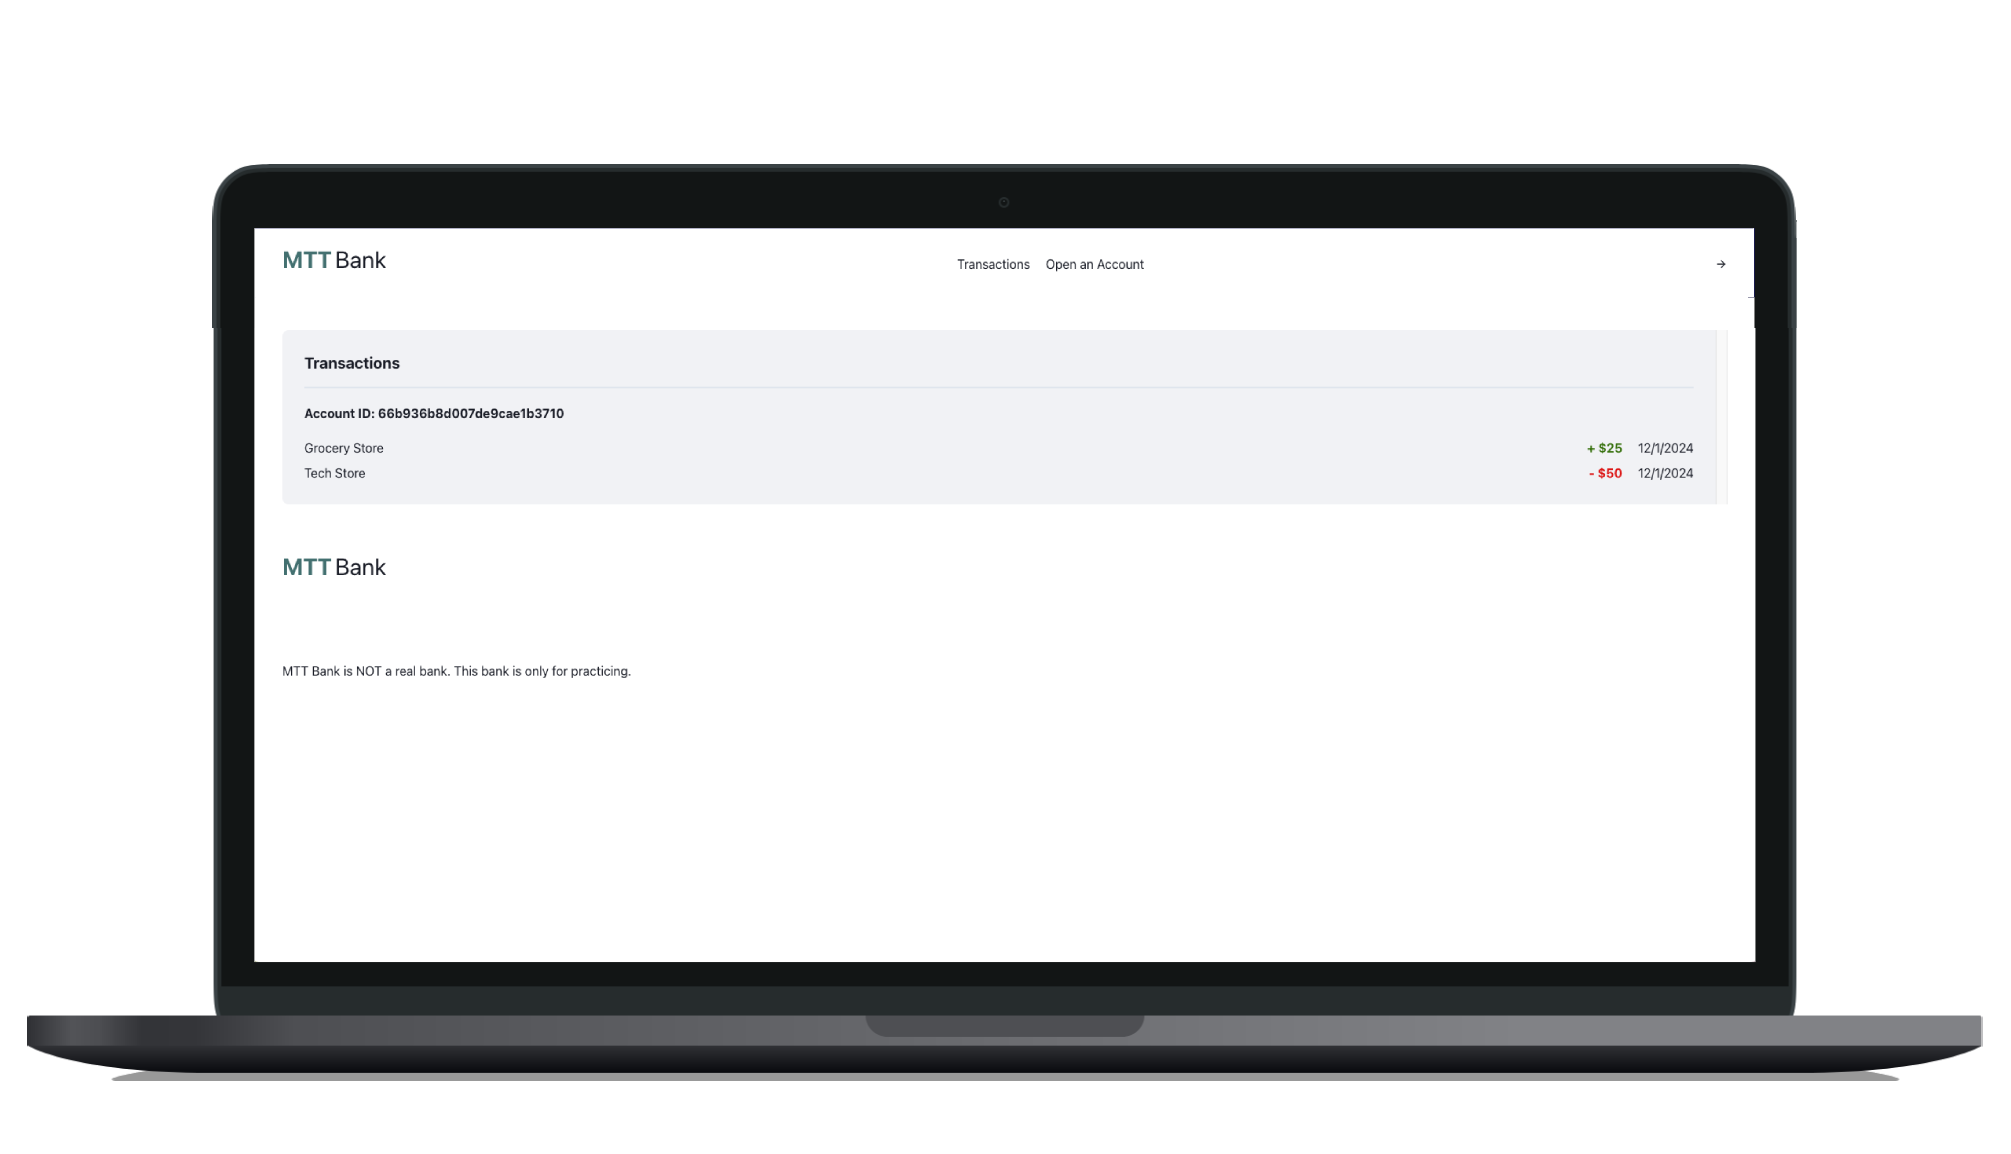 MTT Bank
Transactions Open an Account →
Transactions
Account ID: 66b936b8d007de9cae1b3710
Grocery Store + $25 12/1/2024
Tech Store - $50 12/1/2024
MTT Bank
MTT Bank is NOT a real bank. This bank is only for practicing.